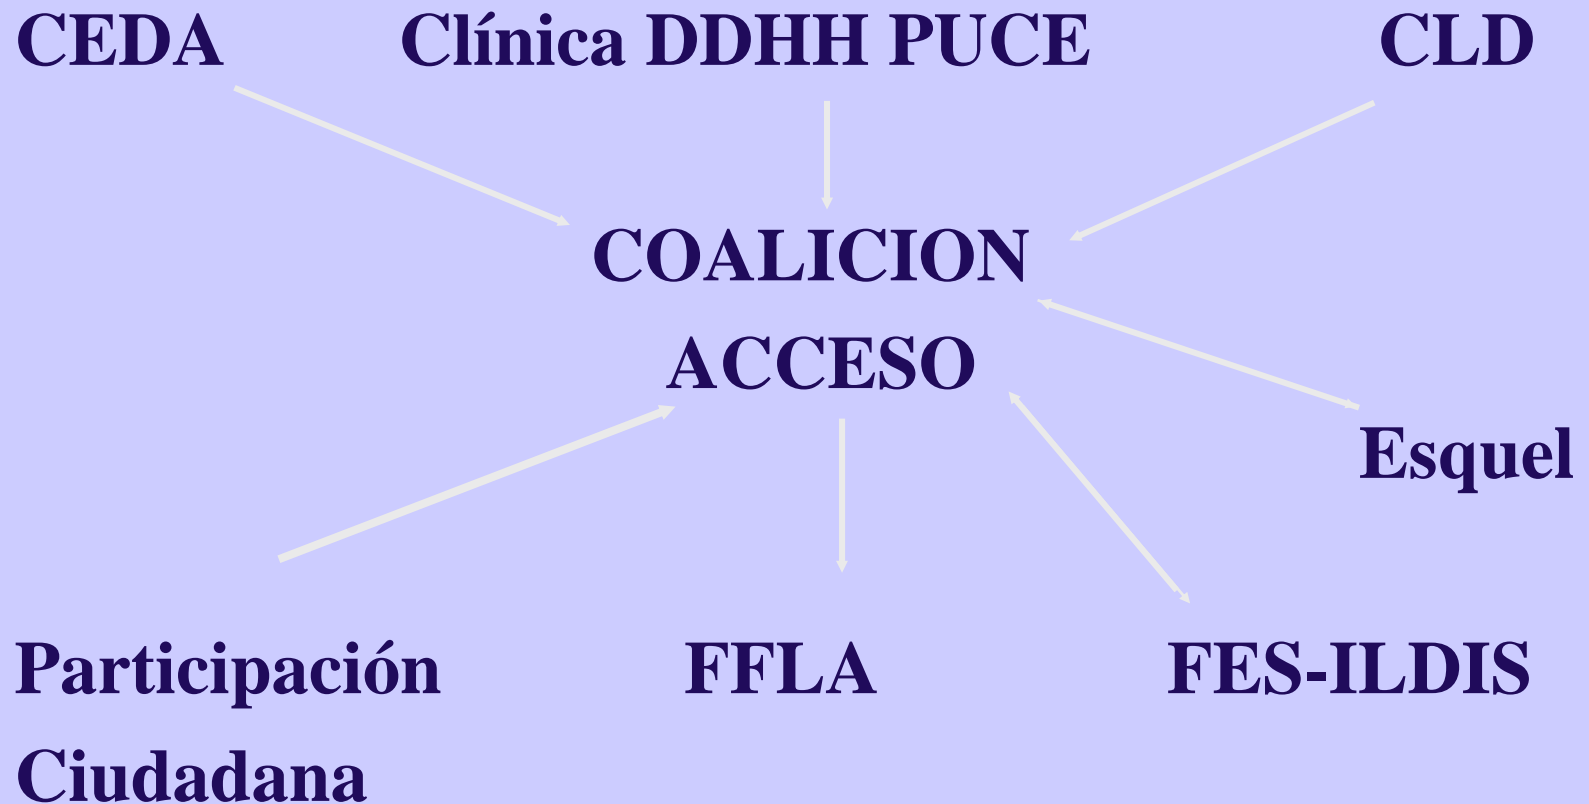 CEDA Clínica DDHH PUCE CLD
COALICION
ACCESO
Esquel
Participación FFLA FES-ILDIS
Ciudadana